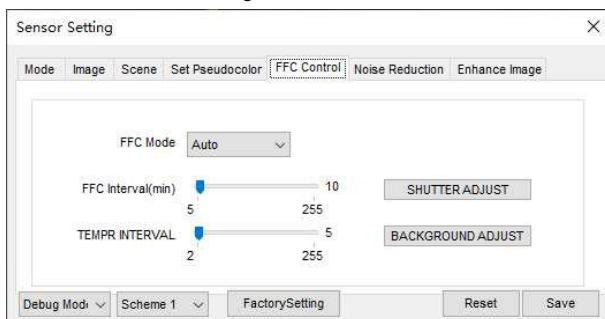 Sensor Setting
Mode Image Scene Set Pseudocolor FFC Control Noise Reduction Enhance Image
FFC Mode Auto
FFC Interval(min) 10 SHUTTER ADJUST
5 255
TEMPR INTERVAL 5 BACKGROUND ADJUST
2 255
Debug Mod Scheme 1 FactorySetting Reset Save